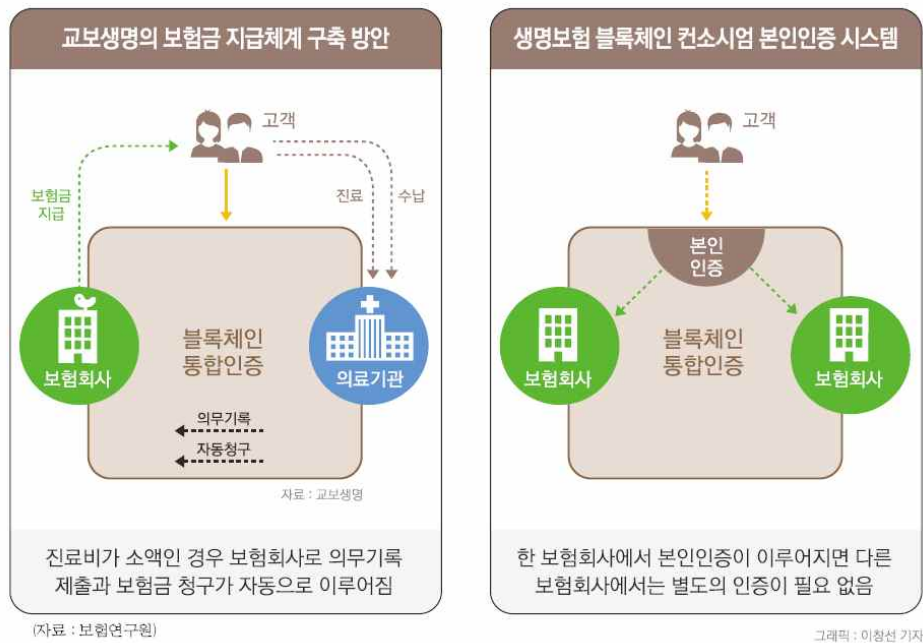 교보생명의 보험금 지급체계 구축 방안
고객
보험금
지급
진료
수납
블록체인
통합인증
보험회사
의료기관
의무기록
자동청구
자료 : 교보생명
진료비가 소액인 경우 보험회사로 의무기록
제출과 보험금 청구가 자동으로 이루어짐
생명보험 블록체인 컨소시엄 본인인증 시스템
고객
본인
인증
블록체인
통합인증
보험회사
보험회사
한 보험회사에서 본인인증이 이루어지면 다른
보험회사에서는 별도의 인증이 필요 없음
(자료 : 보험연구원)
그래픽 : 이창선 기자